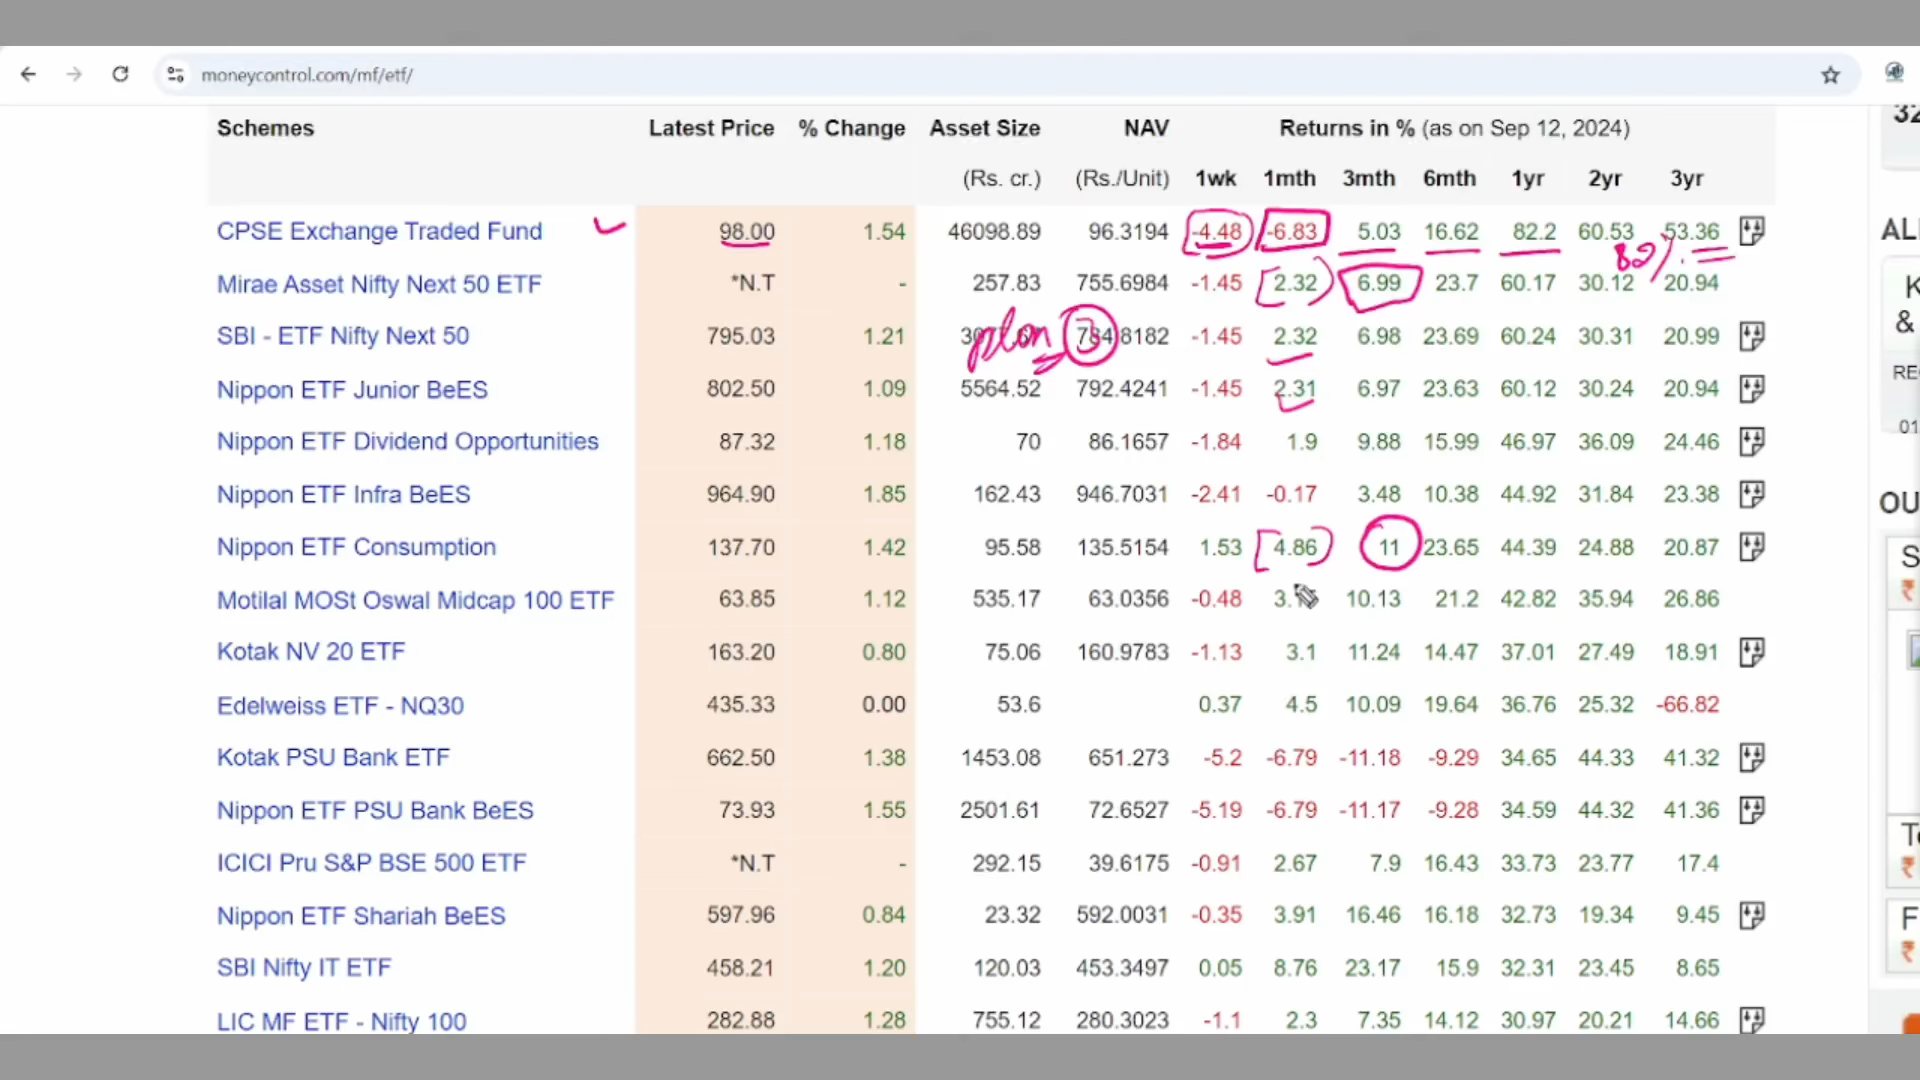 moneycontrol.com/mf/etf/
Schemes Latest Price % Change Asset Size NAV Returns in % (as on Sep 12, 2024)
(Rs. cr.) (Rs./Unit) 1wk 1mth 3mth 6mth 1yr 2yr 3yr
CPSE Exchange Traded Fund 98.00 1.54 46098.89 96.3194 -4.48 -6.83 5.03 16.62 82.2 60.53 53.36
82%
Mirae Asset Nifty Next 50 ETF *N.T - 257.83 755.6984 -1.45 2.32 6.99 23.7 60.17 30.12 20.94
plan 3
SBI - ETF Nifty Next 50 795.03 1.21 784.8182 -1.45 2.32 6.98 23.69 60.24 30.31 20.99
Nippon ETF Junior BeES 802.50 1.09 5564.52 792.4241 -1.45 2.31 6.97 23.63 60.12 30.24 20.94
Nippon ETF Dividend Opportunities 87.32 1.18 70 86.1657 -1.84 1.9 9.88 15.99 46.97 36.09 24.46
Nippon ETF Infra BeES 964.90 1.85 162.43 946.7031 -2.41 -0.17 3.48 10.38 44.92 31.84 23.38
Nippon ETF Consumption 137.70 1.42 95.58 135.5154 1.53 4.86 11 23.65 44.39 24.88 20.87
Motilal MOSt Oswal Midcap 100 ETF 63.85 1.12 535.17 63.0356 -0.48 10.13 21.2 42.82 35.94 26.86
Kotak NV 20 ETF 163.20 0.80 75.06 160.9783 -1.13 3.1 11.24 14.47 37.01 27.49 18.91
Edelweiss ETF - NQ30 435.33 0.00 53.6 0.37 4.5 10.09 19.64 36.76 25.32 -66.82
Kotak PSU Bank ETF 662.50 1.38 1453.08 651.273 -5.2 -6.79 -11.18 -9.29 34.65 44.33 41.32
Nippon ETF PSU Bank BeES 73.93 1.55 2501.61 72.6527 -5.19 -6.79 -11.17 -9.28 34.59 44.32 41.36
ICICI Pru S&P BSE 500 ETF *N.T - 292.15 39.6175 -0.91 2.67 7.9 16.43 33.73 23.77 17.4
Nippon ETF Shariah BeES 597.96 0.84 23.32 592.0031 -0.35 3.91 16.46 16.18 32.73 19.34 9.45
SBI Nifty IT ETF 458.21 1.20 120.03 453.3497 0.05 8.76 23.17 15.9 32.31 23.45 8.65
LIC MF ETF - Nifty 100 282.88 1.28 755.12 280.3023 -1.1 2.3 7.35 14.12 30.97 20.21 14.66